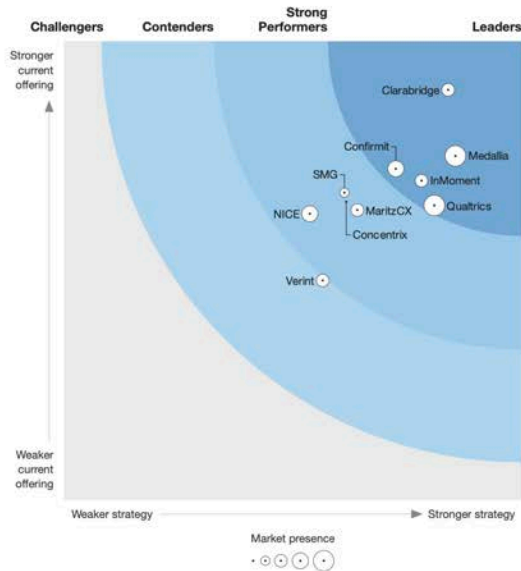 Challengers
Contenders
Strong
Performers
Leaders
Stronger
current
offering
Clarabridge
Confirmit
Medallia
SMG
InMoment
NICE
MaritzCX
Qualtrics
Concentrix
Verint
Weaker
current
offering
Weaker strategy
Stronger strategy
Market presence